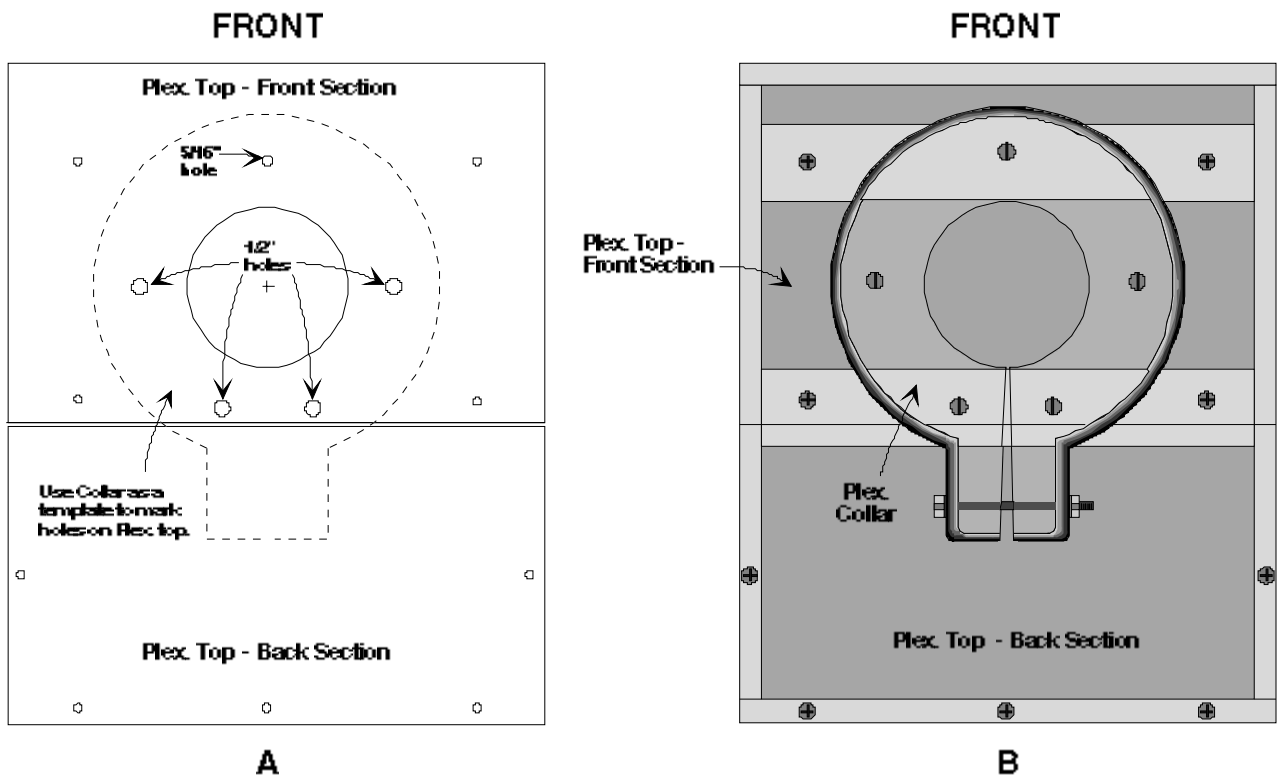 FRONT
Plex. Top - Front Section
5/16"
hole
1/2"
holes
Use Collar as a
template to mark
holes on Plex top.
Plex. Top - Back Section
A
FRONT
Plex. Top -
Front Section
Plex.
Collar
Plex. Top - Back Section
B